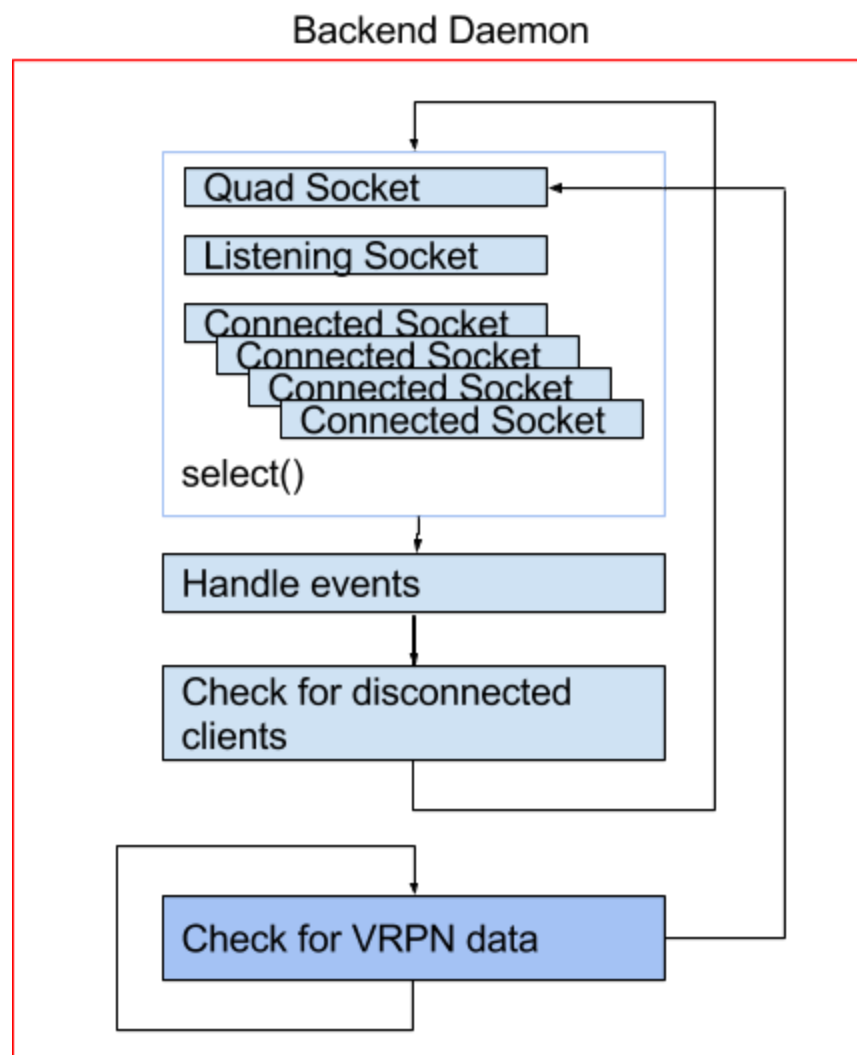 Backend Daemon
Quad Socket
Listening Socket
Connected Socket
Connected Socket
Connected Socket
Connected Socket
select()
Handle events
Check for disconnected
clients
Check for VRPN data